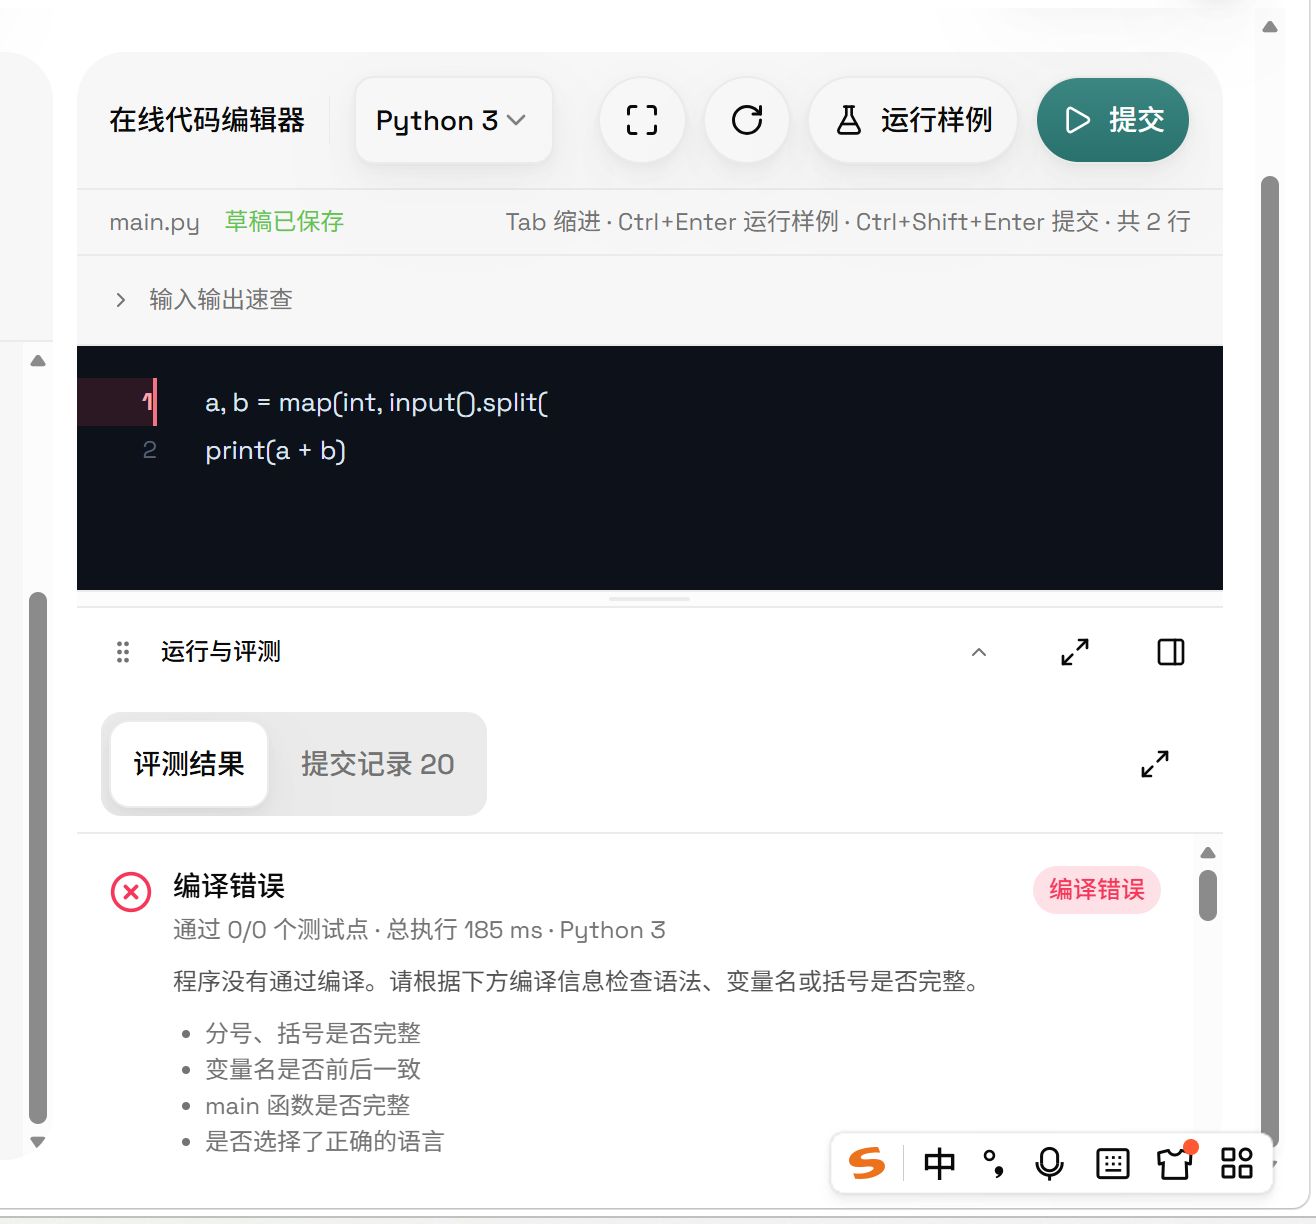 在线代码编辑器
Python 3
运行样例
提交
main.py 草稿已保存
Tab 缩进 · Ctrl+Enter 运行样例 · Ctrl+Shift+Enter 提交 · 共 2 行
输入输出速查
1 a, b = map(int, input().split(
2 print(a + b)
运行与评测
评测结果
提交记录 20
编译错误
编译错误
通过 0/0 个测试点 · 总执行 185 ms · Python 3
程序没有通过编译。请根据下方编译信息检查语法、变量名或括号是否完整。
• 分号、括号是否完整
• 变量名是否前后一致
• main 函数是否完整
• 是否选择了正确的语言
中